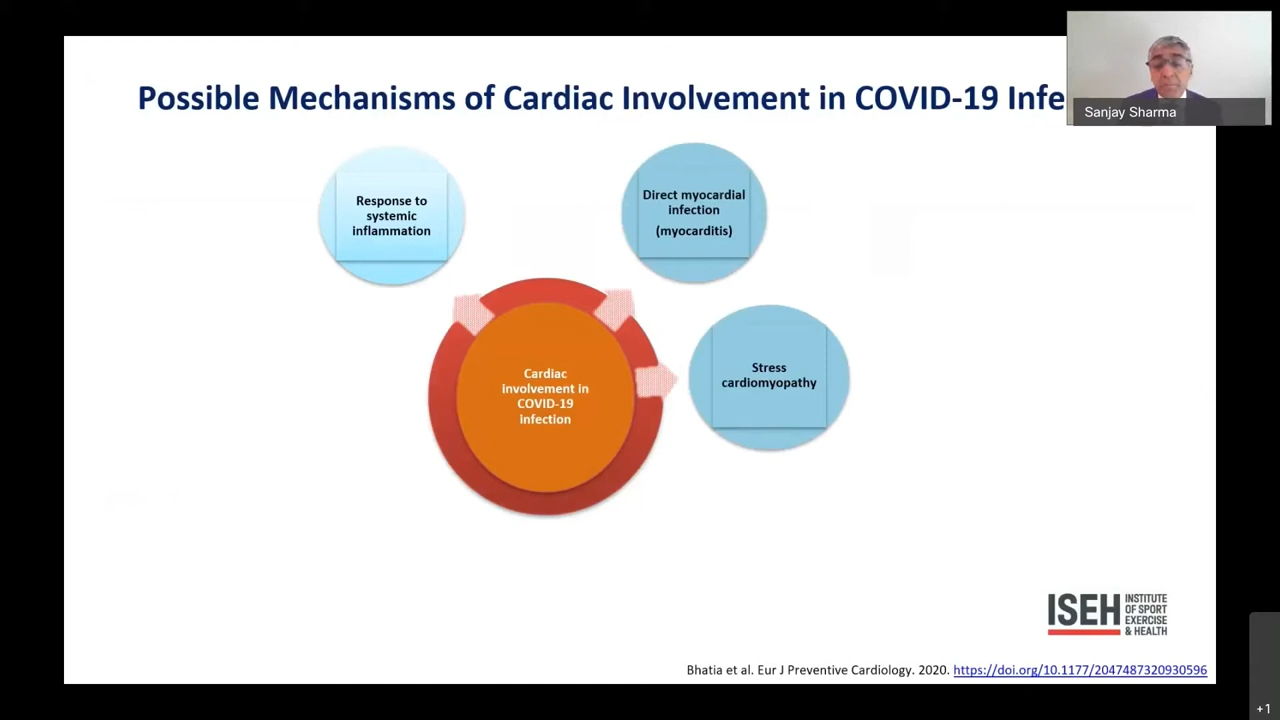 Possible Mechanisms of Cardiac Involvement in COVID-19 Infe
Sanjay Sharma
Response to
systemic
inflammation
Direct myocardial
infection
(myocarditis)
Stress
cardiomyopathy
Cardiac
involvement in
COVID-19
infection
ISEH
INSTITUTE
OF SPORT
EXERCISE
& HEALTH
Bhatia et al. Eur J Preventive Cardiology. 2020. https://doi.org/10.1177/2047487320930596
+1